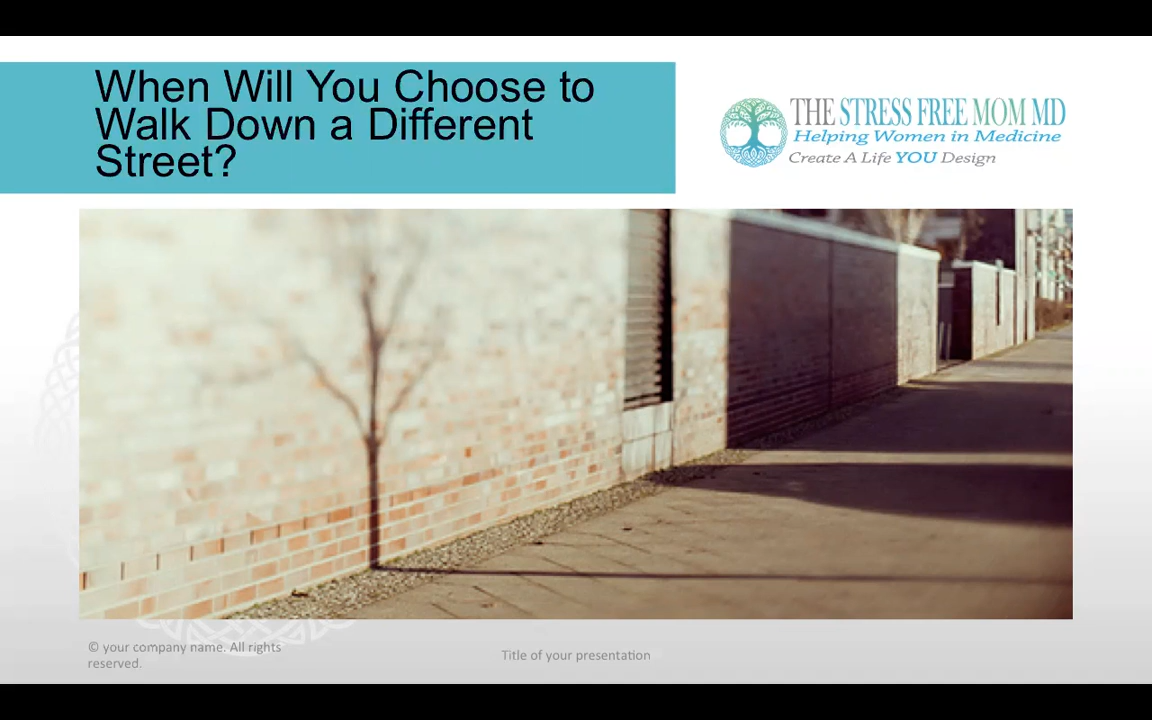 When Will You Choose to
Walk Down a Different
Street?
THE STRESS FREE MOM MD
Helping Women in Medicine
Create A Life YOU Design
© your company name. All rights
reserved.
Title of your presentation